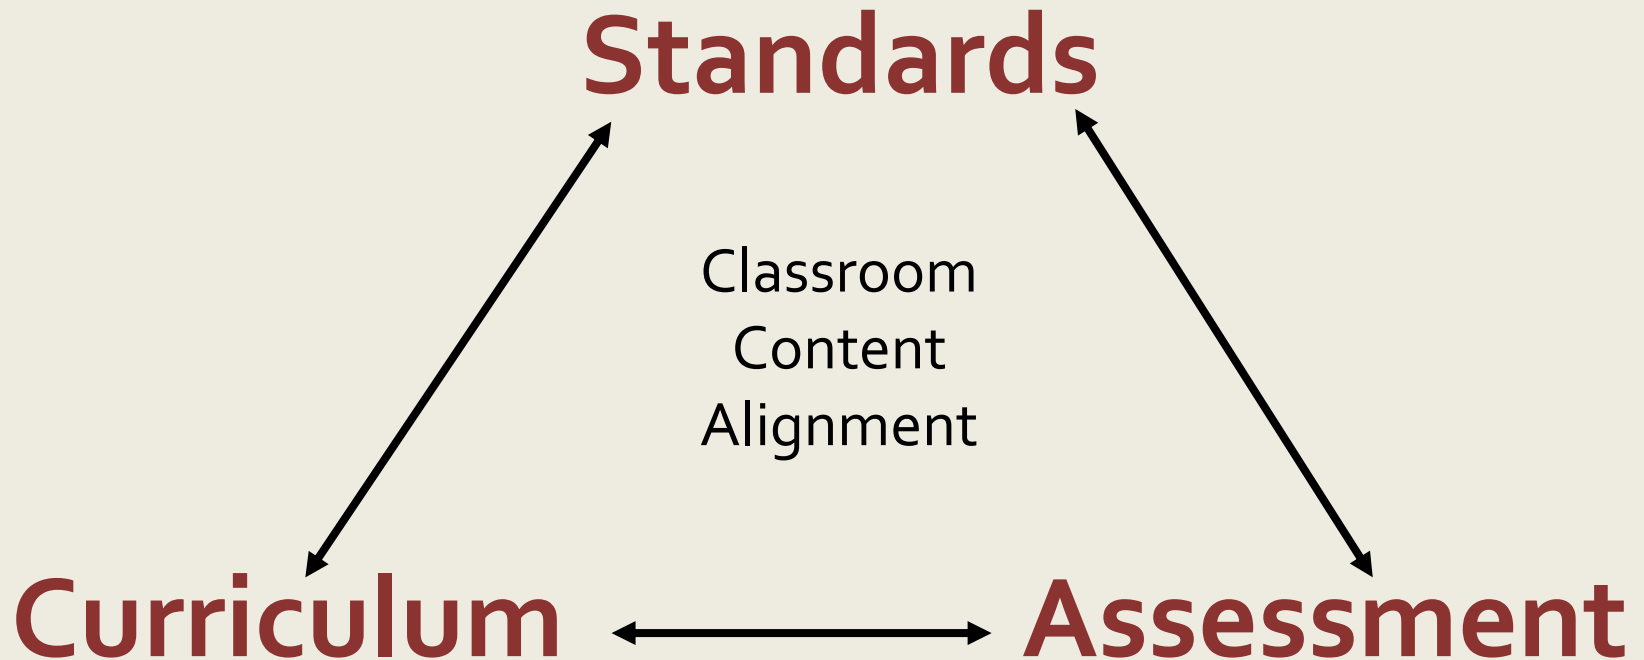 Standards
Classroom
Content
Alignment
Curriculum
Assessment